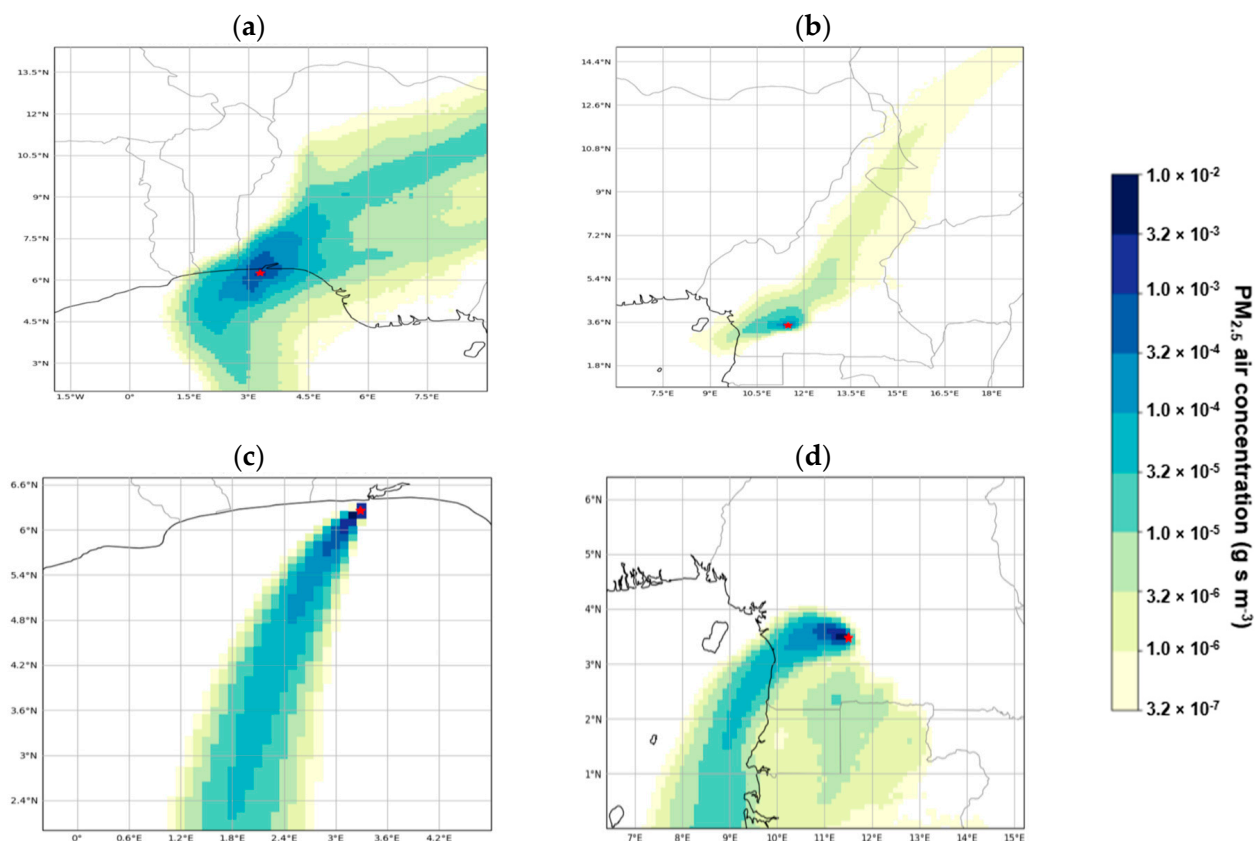 (a)
13.5°N
12°N
10.5°N
9°N
7.5°N
6°N
4.5°N
3°N
1.5°W 0° 1.5°E 3°E 4.5°E 6°E 7.5°E
(b)
14.4°N
12.6°N
10.8°N
9°N
7.2°N
5.4°N
3.6°N
1.8°N
7.5°E 9°E 10.5°E 12°E 13.5°E 15°E 16.5°E 18°E
(c)
6.6°N
6°N
5.4°N
4.8°N
4.2°N
3.6°N
3°N
2.4°N
0° 0.6°E 1.2°E 1.8°E 2.4°E 3°E 3.6°E 4.2°E
(d)
6°N
5°N
4°N
3°N
2°N
1°N
7°E 8°E 9°E 10°E 11°E 12°E 13°E 14°E 15°E
1.0 × 10⁻²
3.2 × 10⁻³
1.0 × 10⁻³
3.2 × 10⁻⁴
1.0 × 10⁻⁴
3.2 × 10⁻⁵
1.0 × 10⁻⁵
3.2 × 10⁻⁶
1.0 × 10⁻⁶
3.2 × 10⁻⁷
PM₂.₅ air concentration (g s m⁻³)